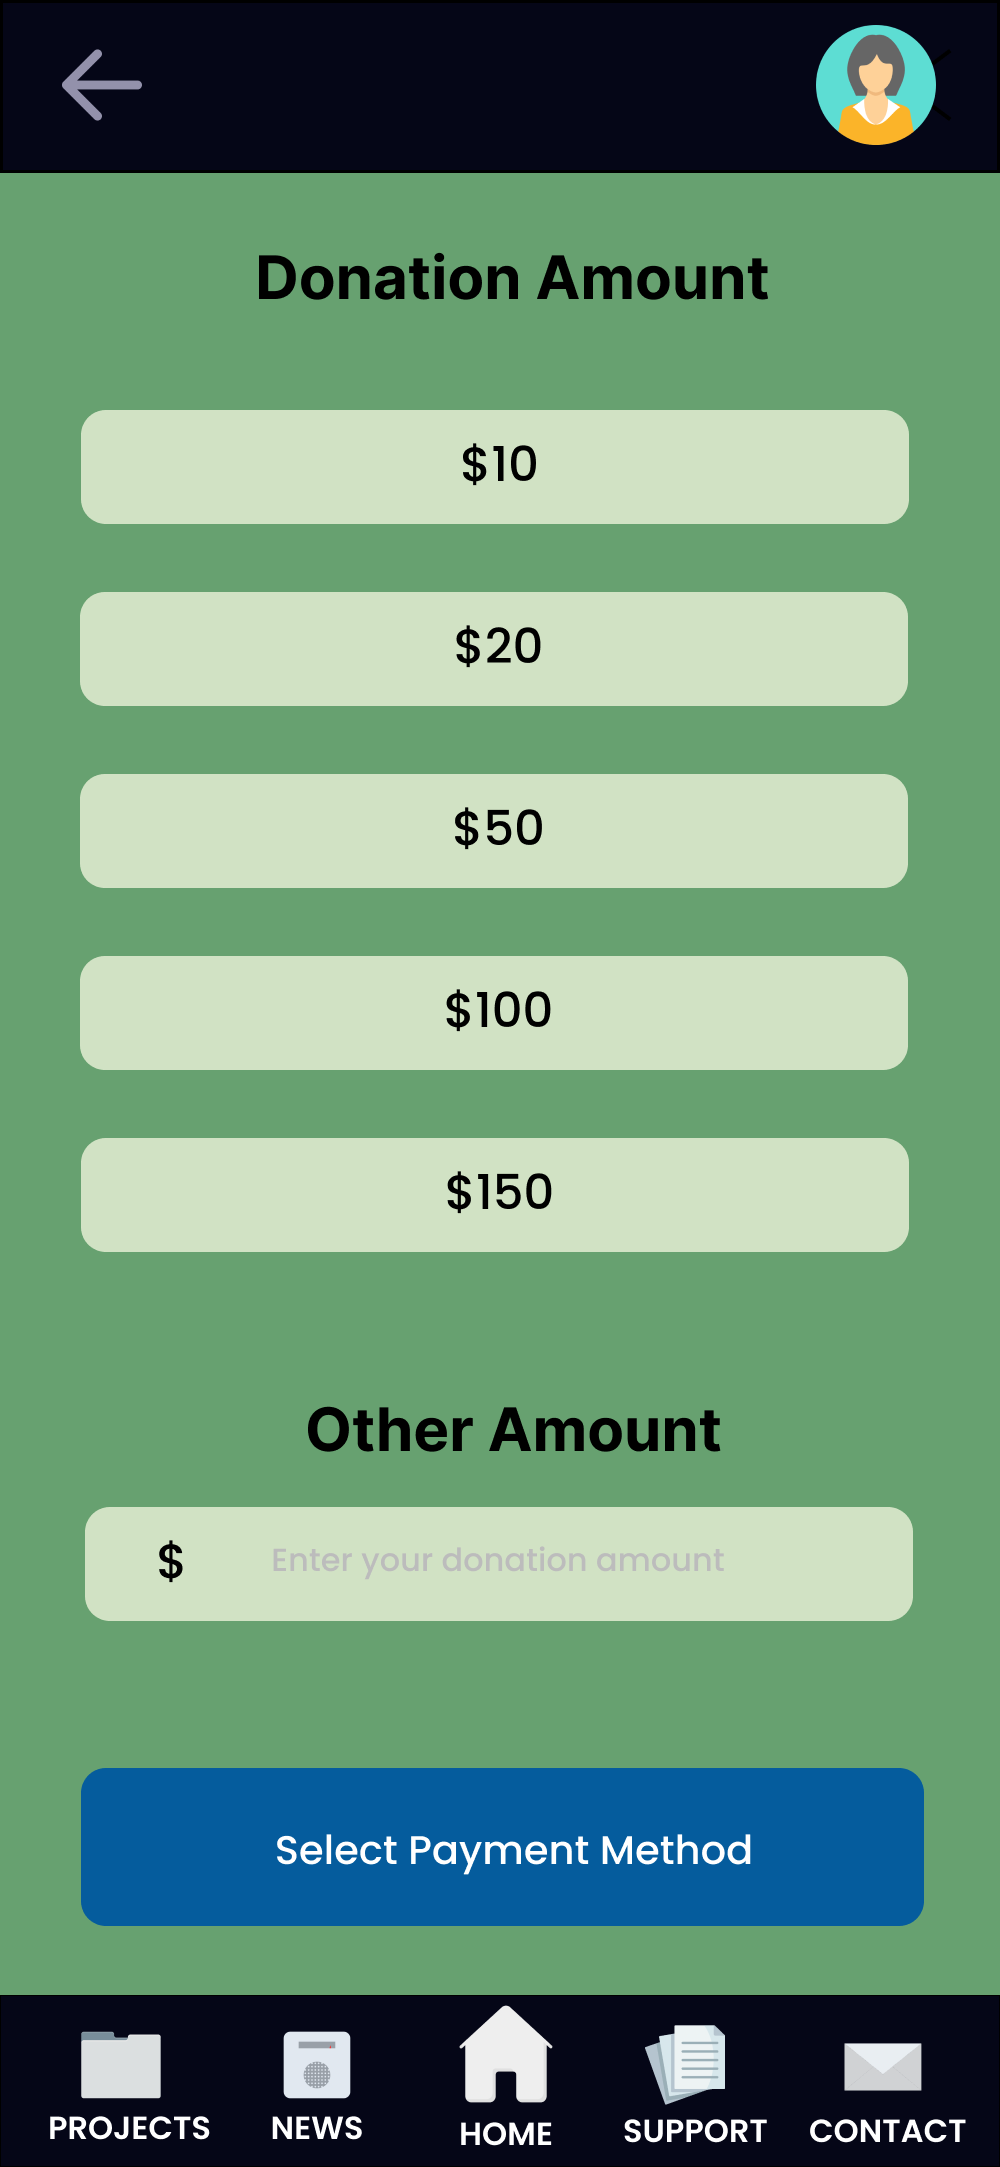 Donation Amount
$10
$20
$50
$100
$150
Other Amount
$ Enter your donation amount
Select Payment Method
PROJECTS NEWS HOME SUPPORT CONTACT